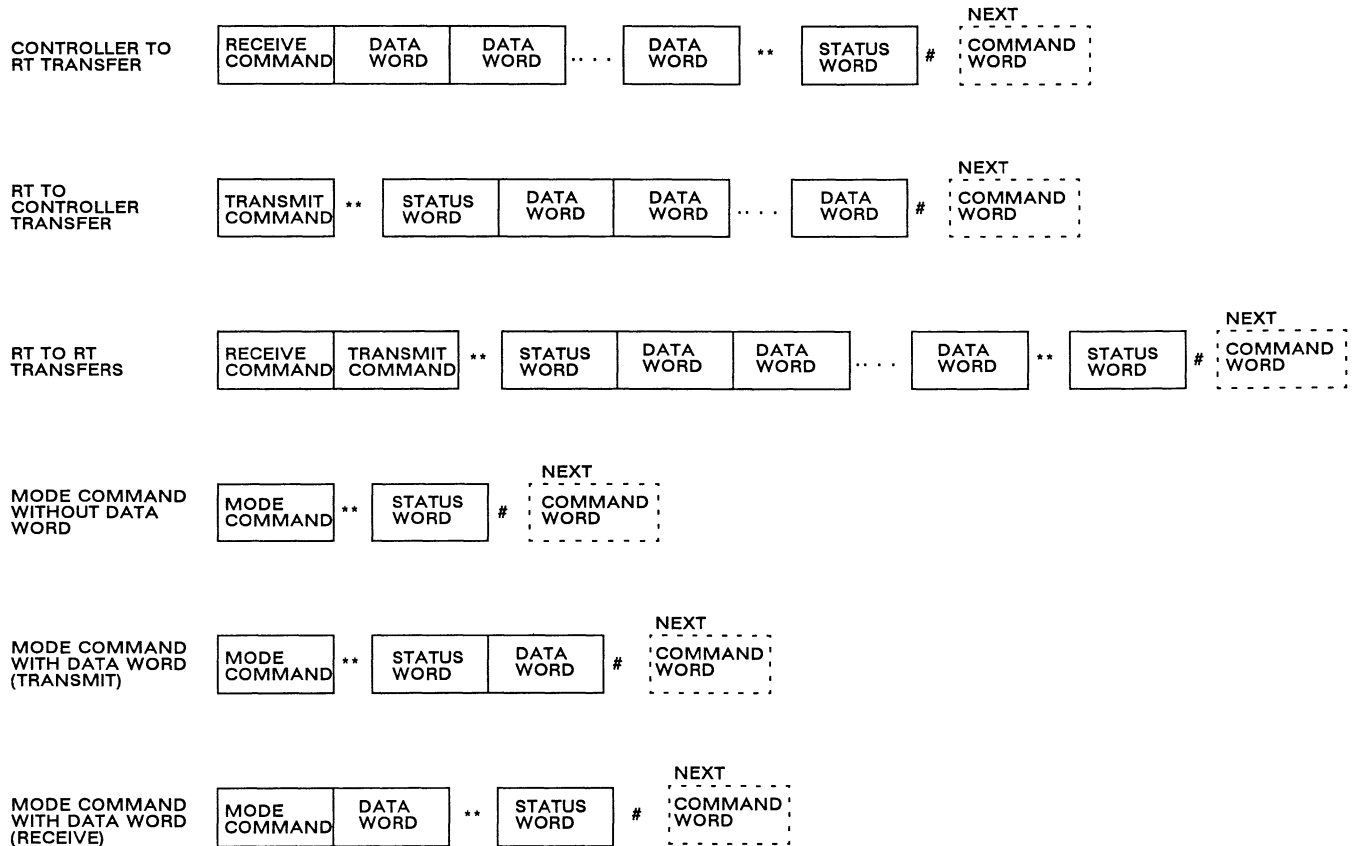 NEXT
CONTROLLER TO
RT TRANSFER
RECEIVE
COMMAND
DATA
WORD
DATA
WORD
.. . .
DATA
WORD
**
STATUS
WORD
#
COMMAND
WORD
NEXT
RT TO
CONTROLLER
TRANSFER
TRANSMIT
COMMAND
**
STATUS
WORD
DATA
WORD
DATA
WORD
.. . .
DATA
WORD
#
COMMAND
WORD
NEXT
RT TO RT
TRANSFERS
RECEIVE
COMMAND
TRANSMIT
COMMAND
**
STATUS
WORD
DATA
WORD
DATA
WORD
.. . .
DATA
WORD
**
STATUS
WORD
#
COMMAND
WORD
NEXT
MODE COMMAND
WITHOUT DATA
WORD
MODE
COMMAND
**
STATUS
WORD
#
COMMAND
WORD
NEXT
MODE COMMAND
WITH DATA WORD
(TRANSMIT)
MODE
COMMAND
**
STATUS
WORD
DATA
WORD
#
COMMAND
WORD
NEXT
MODE COMMAND
WITH DATA WORD
(RECEIVE)
MODE
COMMAND
DATA
WORD
**
STATUS
WORD
#
COMMAND
WORD